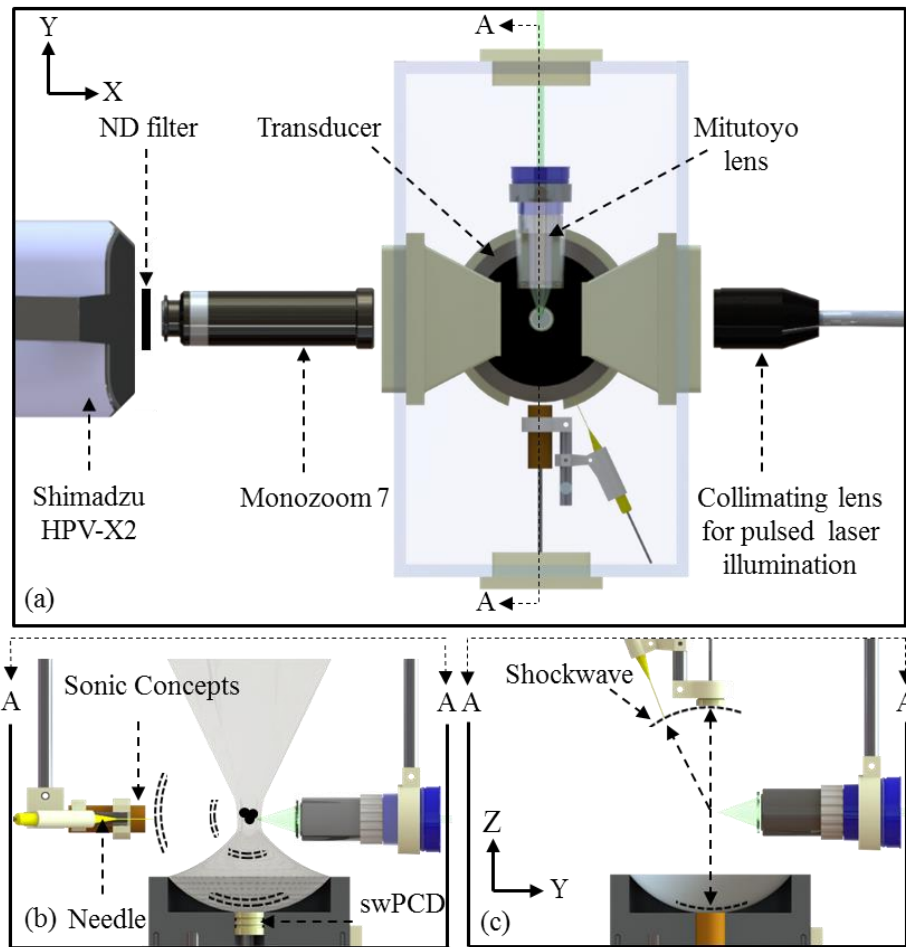 Y
X
A
ND filter
Transducer
Mitutoyo
lens
Shimadzu
HPV-X2
Monozoom 7
Collimating lens
for pulsed laser
illumination
A
(a)
A
Sonic Concepts
A
(b)
Needle
swPCD
A
Shockwave
A
Z
Y
(c)